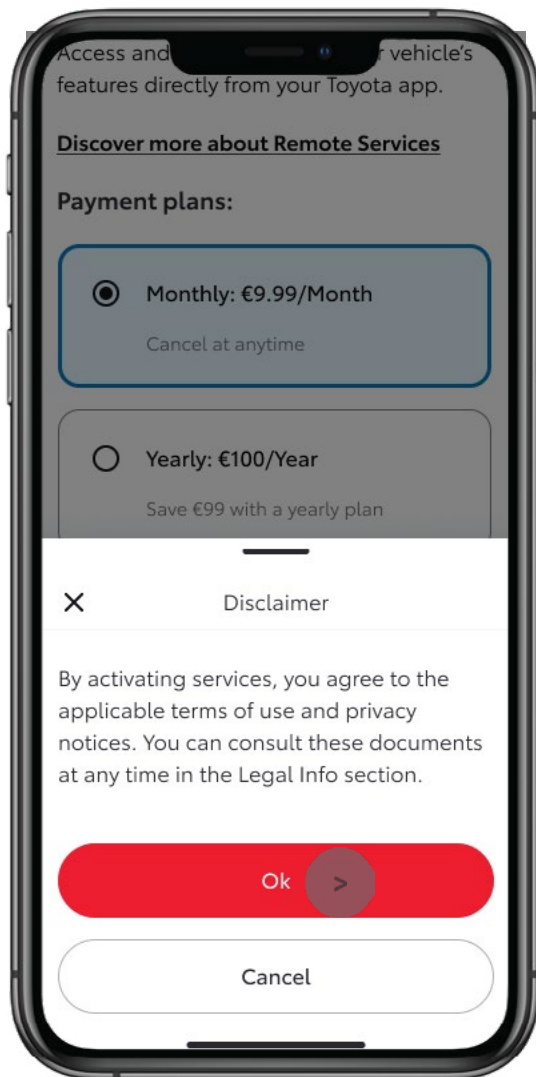 Access and r vehicle's
features directly from your Toyota app.
Discover more about Remote Services
Payment plans:
Monthly: €9.99/Month
Cancel at anytime
Yearly: €100/Year
Save €99 with a yearly plan
Disclaimer
By activating services, you agree to the
applicable terms of use and privacy
notices. You can consult these documents
at any time in the Legal Info section.
Ok >
Cancel